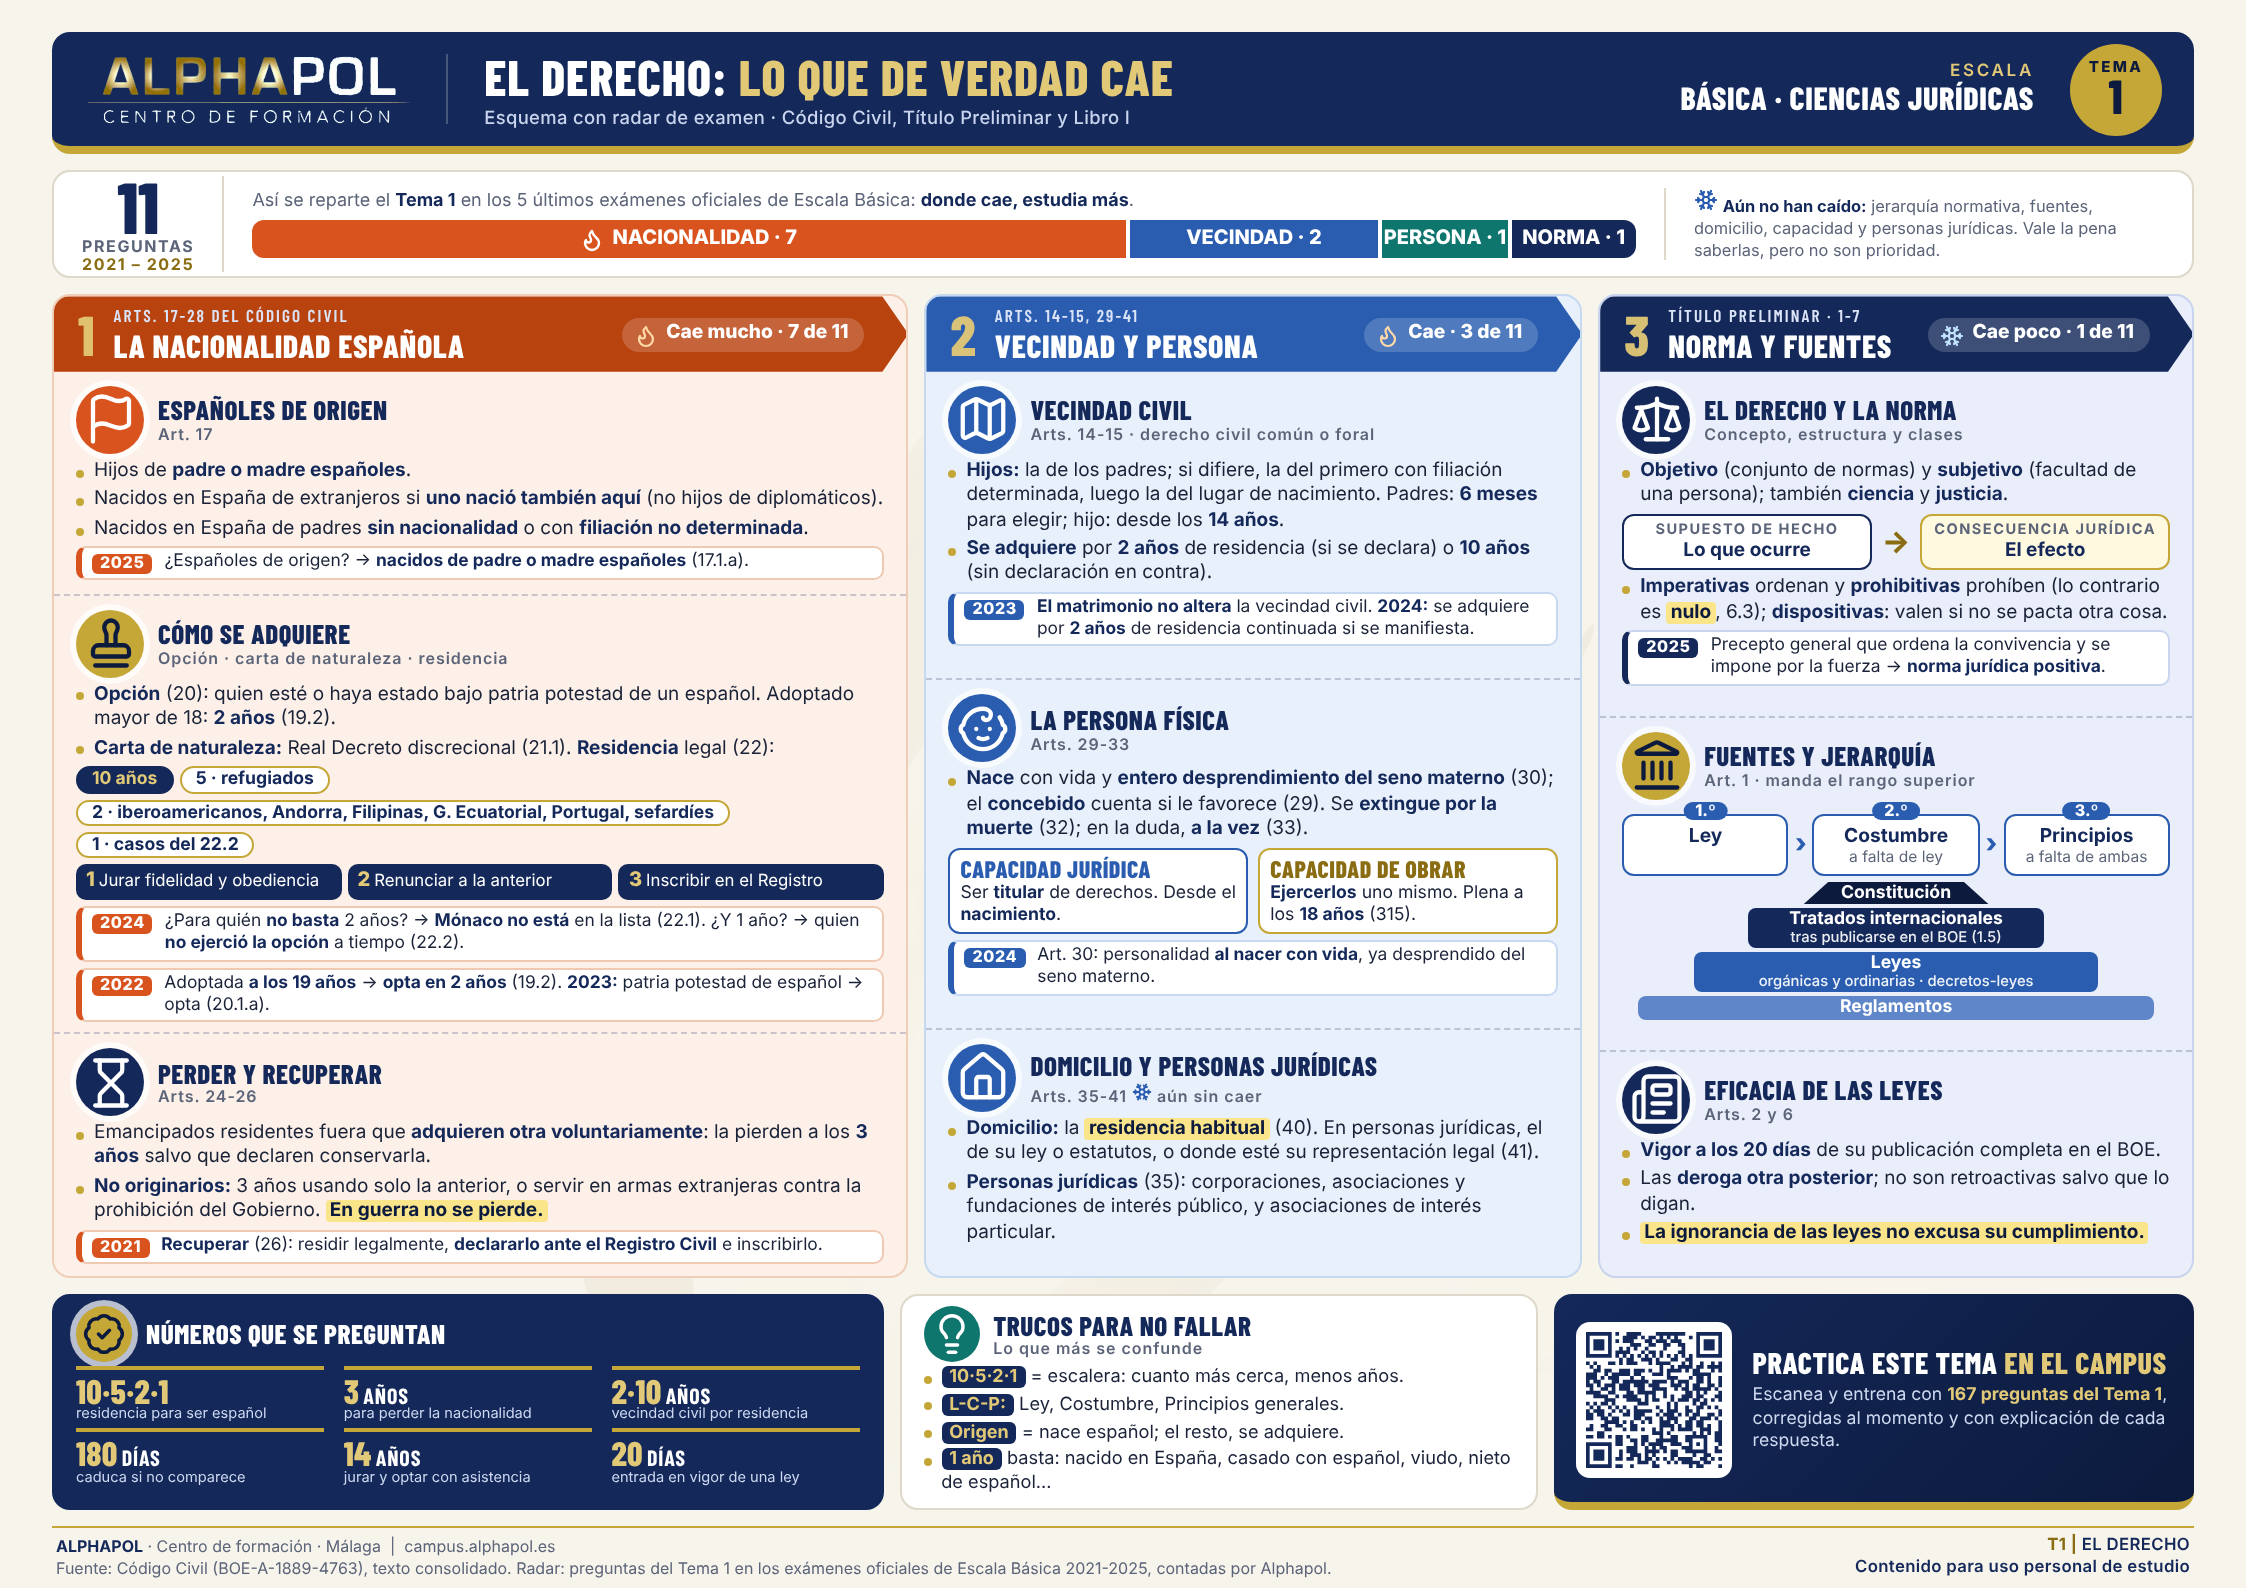 ALPHAPOL
CENTRO DE FORMACIÓN
EL DERECHO: LO QUE DE VERDAD CAE
Esquema con radar de examen · Código Civil, Título Preliminar y Libro I
ESCALA
BÁSICA · CIENCIAS JURÍDICAS
TEMA
1
11
PREGUNTAS
2021 – 2025
Así se reparte el Tema 1 en los 5 últimos exámenes oficiales de Escala Básica: donde cae, estudia más.
NACIONALIDAD · 7
VECINDAD · 2
PERSONA · 1
NORMA · 1
Aún no han caído: jerarquía normativa, fuentes,
domicilio, capacidad y personas jurídicas. Vale la pena
saberlas, pero no son prioridad.
1
ARTS. 17-28 DEL CÓDIGO CIVIL
LA NACIONALIDAD ESPAÑOLA
Cae mucho · 7 de 11
ESPAÑOLES DE ORIGEN
Art. 17
Hijos de padre o madre españoles.
Nacidos en España de extranjeros si uno nació también aquí (no hijos de diplomáticos).
Nacidos en España de padres sin nacionalidad o con filiación no determinada.
2025 ¿Españoles de origen? → nacidos de padre o madre españoles (17.1.a).
CÓMO SE ADQUIERE
Opción · carta de naturaleza · residencia
Opción (20): quien esté o haya estado bajo patria potestad de un español. Adoptado
mayor de 18: 2 años (19.2).
Carta de naturaleza: Real Decreto discrecional (21.1). Residencia legal (22):
10 años
5 · refugiados
2 · iberoamericanos, Andorra, Filipinas, G. Ecuatorial, Portugal, sefardíes
1 · casos del 22.2
1 Jurar fidelidad y obediencia
2 Renunciar a la anterior
3 Inscribir en el Registro
2024 ¿Para quién no basta 2 años? → Mónaco no está en la lista (22.1). ¿Y 1 año? → quien
no ejerció la opción a tiempo (22.2).
2022 Adoptada a los 19 años → opta en 2 años (19.2). 2023: patria potestad de español →
opta (20.1.a).
PERDER Y RECUPERAR
Arts. 24-26
Emancipados residentes fuera que adquieren otra voluntariamente: la pierden a los 3
años salvo que declaren conservarla.
No originarios: 3 años usando solo la anterior, o servir en armas extranjeras contra la
prohibición del Gobierno. En guerra no se pierde.
2021 Recuperar (26): residir legalmente, declararlo ante el Registro Civil e inscribirlo.
2
ARTS. 14-15, 29-41
VECINDAD Y PERSONA
Cae · 3 de 11
VECINDAD CIVIL
Arts. 14-15 · derecho civil común o foral
Hijos: la de los padres; si difiere, la del primero con filiación
determinada, luego la del lugar de nacimiento. Padres: 6 meses
para elegir; hijo: desde los 14 años.
Se adquiere por 2 años de residencia (si se declara) o 10 años
(sin declaración en contra).
2023 El matrimonio no altera la vecindad civil. 2024: se adquiere
por 2 años de residencia continuada si se manifiesta.
LA PERSONA FÍSICA
Arts. 29-33
Nace con vida y entero desprendimiento del seno materno (30);
el concebido cuenta si le favorece (29). Se extingue por la
muerte (32); en la duda, a la vez (33).
CAPACIDAD JURÍDICA
Ser titular de derechos. Desde el
nacimiento.
CAPACIDAD DE OBRAR
Ejercerlos uno mismo. Plena a
los 18 años (315).
2024 Art. 30: personalidad al nacer con vida, ya desprendido del
seno materno.
DOMICILIO Y PERSONAS JURÍDICAS
Arts. 35-41 aún sin caer
Domicilio: la residencia habitual (40). En personas jurídicas, el
de su ley o estatutos, o donde esté su representación legal (41).
Personas jurídicas (35): corporaciones, asociaciones y
fundaciones de interés público, y asociaciones de interés
particular.
3
TÍTULO PRELIMINAR · 1-7
NORMA Y FUENTES
Cae poco · 1 de 11
EL DERECHO Y LA NORMA
Concepto, estructura y clases
Objetivo (conjunto de normas) y subjetivo (facultad de
una persona); también ciencia y justicia.
SUPUESTO DE HECHO
Lo que ocurre
→
CONSECUENCIA JURÍDICA
El efecto
Imperativas ordenan y prohibitivas prohíben (lo contrario
es nulo, 6.3); dispositivas: valen si no se pacta otra cosa.
2025 Precepto general que ordena la convivencia y se
impone por la fuerza → norma jurídica positiva.
FUENTES Y JERARQUÍA
Art. 1 · manda el rango superior
1.º
Ley
›
2.º
Costumbre
a falta de ley
›
3.º
Principios
a falta de ambas
Constitución
Tratados internacionales
tras publicarse en el BOE (1.5)
Leyes
orgánicas y ordinarias · decretos-leyes
Reglamentos
EFICACIA DE LAS LEYES
Arts. 2 y 6
Vigor a los 20 días de su publicación completa en el BOE.
Las deroga otra posterior; no son retroactivas salvo que lo
digan.
La ignorancia de las leyes no excusa su cumplimiento.
NÚMEROS QUE SE PREGUNTAN
10·5·2·1
residencia para ser español
3 AÑOS
para perder la nacionalidad
2·10 AÑOS
vecindad civil por residencia
180 DÍAS
caduca si no comparece
14 AÑOS
jurar y optar con asistencia
20 DÍAS
entrada en vigor de una ley
TRUCOS PARA NO FALLAR
Lo que más se confunde
10·5·2·1 = escalera: cuanto más cerca, menos años.
L-C-P: Ley, Costumbre, Principios generales.
Origen = nace español; el resto, se adquiere.
1 año basta: nacido en España, casado con español, viudo, nieto
de español...
PRACTICA ESTE TEMA EN EL CAMPUS
Escanea y entrena con 167 preguntas del Tema 1,
corregidas al momento y con explicación de cada
respuesta.
ALPHAPOL · Centro de formación · Málaga | campus.alphapol.es
Fuente: Código Civil (BOE-A-1889-4763), texto consolidado. Radar: preguntas del Tema 1 en los exámenes oficiales de Escala Básica 2021-2025, contadas por Alphapol.
T1 | EL DERECHO
Contenido para uso personal de estudio